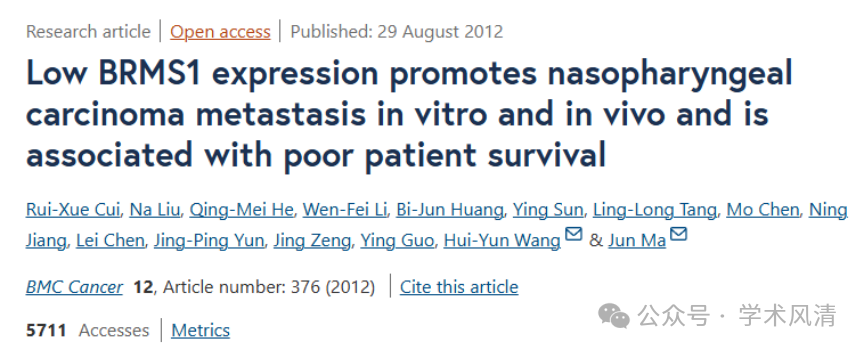 Research article | Open access | Published: 29 August 2012
Low BRMS1 expression promotes nasopharyngeal
carcinoma metastasis in vitro and in vivo and is
associated with poor patient survival
Rui-Xue Cui, Na Liu, Qing-Mei He, Wen-Fei Li, Bi-Jun Huang, Ying Sun, Ling-Long Tang, Mo Chen, Ning
Jiang, Lei Chen, Jing-Ping Yun, Jing Zeng, Ying Guo, Hui-Yun Wang & Jun Ma
BMC Cancer 12, Article number: 376 (2012) | Cite this article
公众号 · 学术风清
5711 Accesses | Metrics